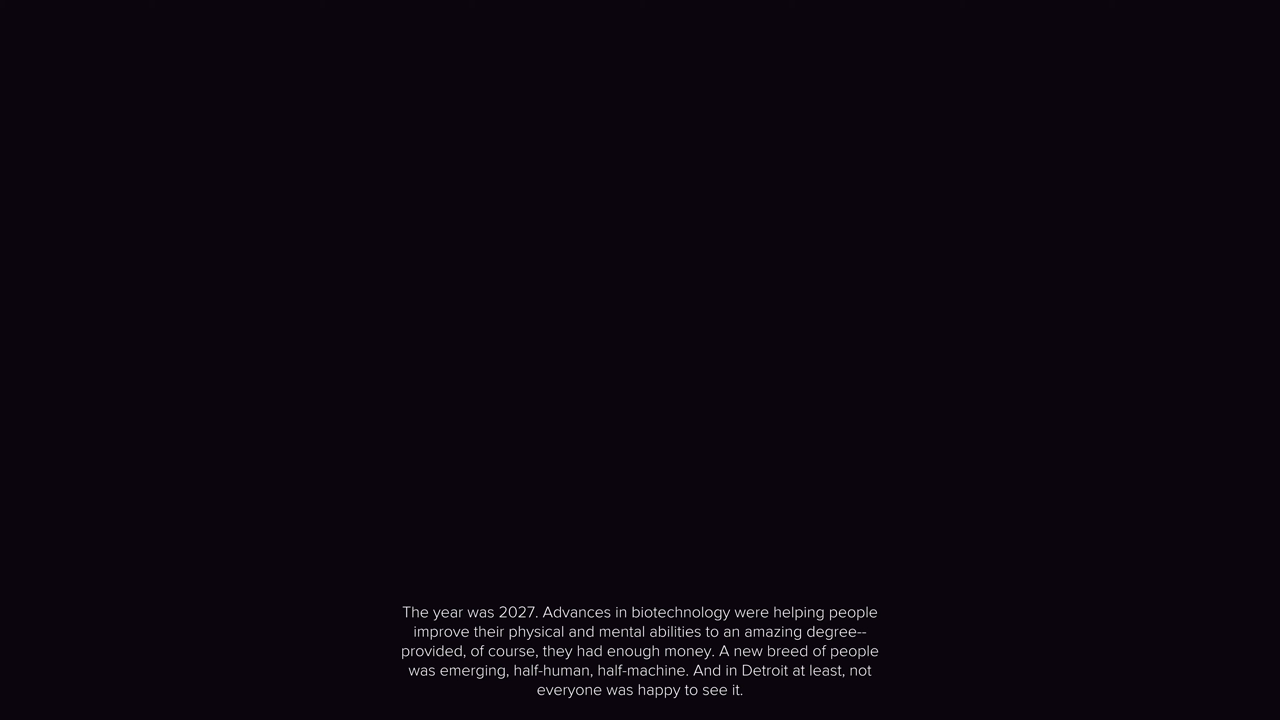 The year was 2027. Advances in biotechnology were helping people
improve their physical and mental abilities to an amazing degree--
provided, of course, they had enough money. A new breed of people
was emerging, half-human, half-machine. And in Detroit at least, not
everyone was happy to see it.